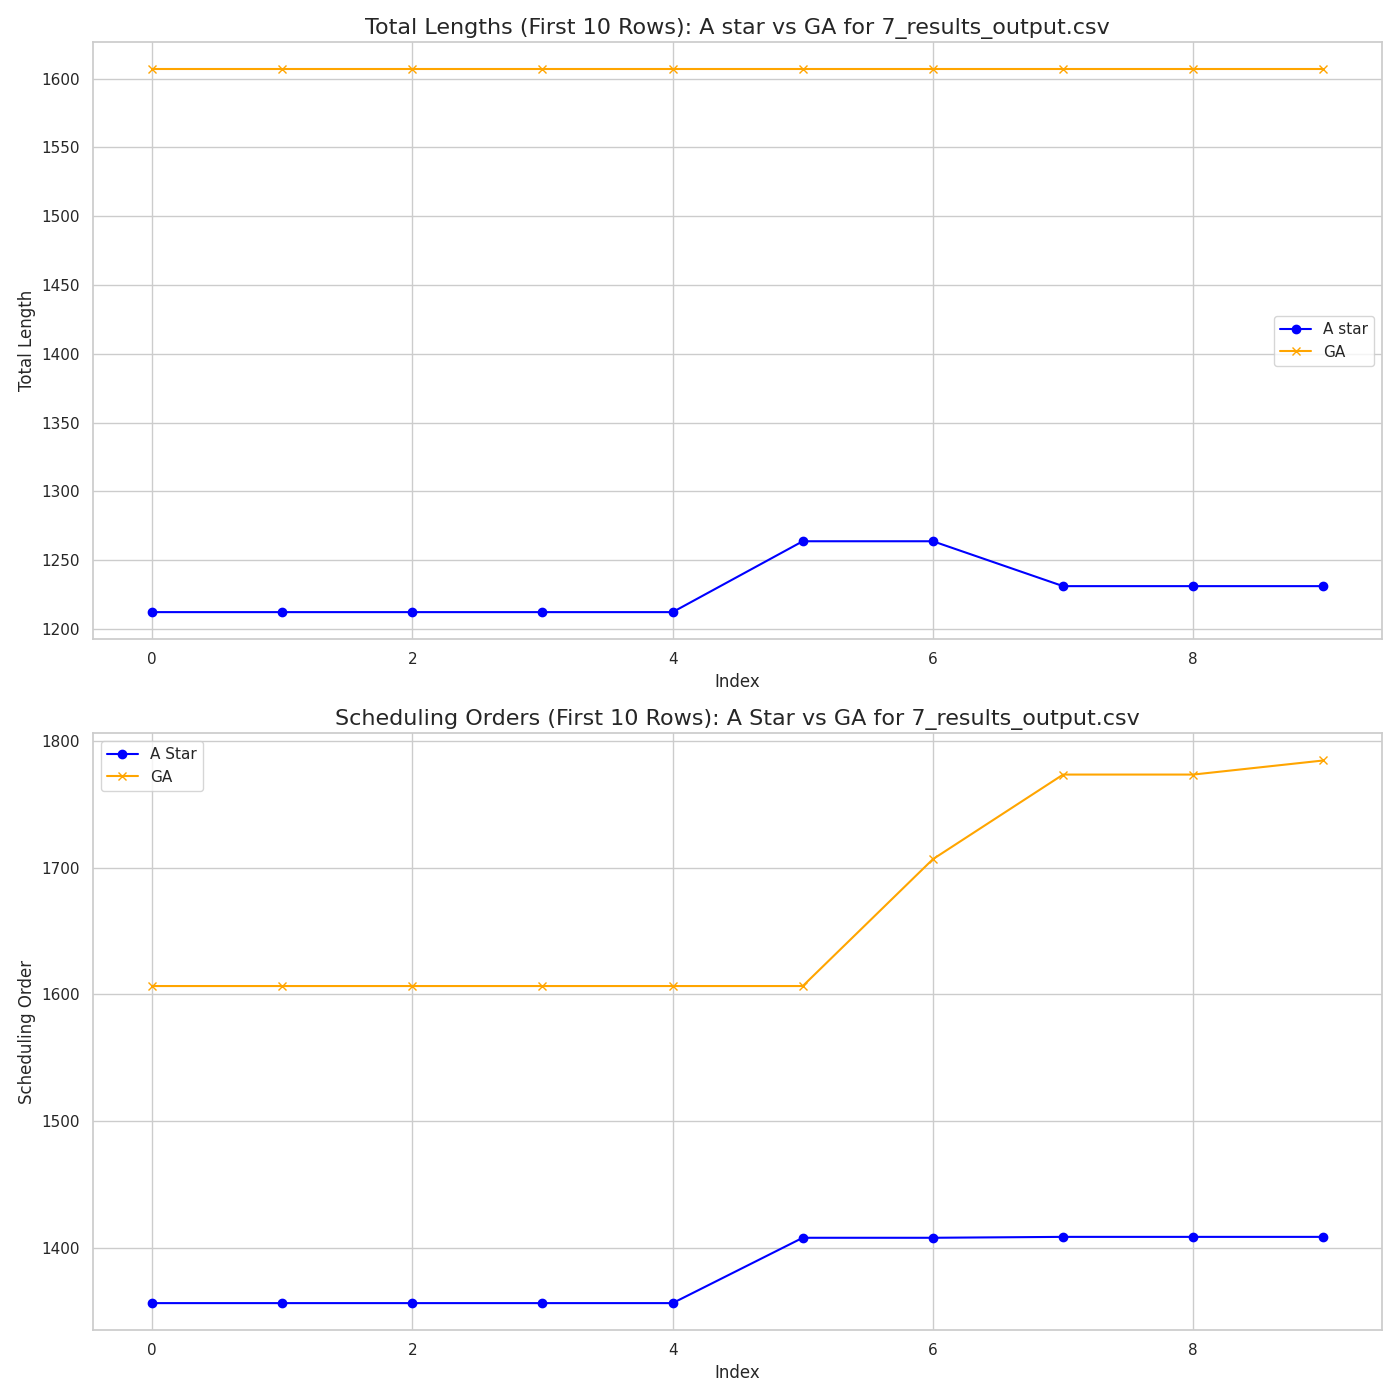 Total Lengths (First 10 Rows): A star vs GA for 7_results_output.csv
1600
1550
1500
1450
1400
1350
1300
1250
1200
Total Length
A star
GA
0 2 4 6 8
Index
Scheduling Orders (First 10 Rows): A Star vs GA for 7_results_output.csv
A Star
GA
1800
1700
1600
1500
1400
Scheduling Order
0 2 4 6 8
Index